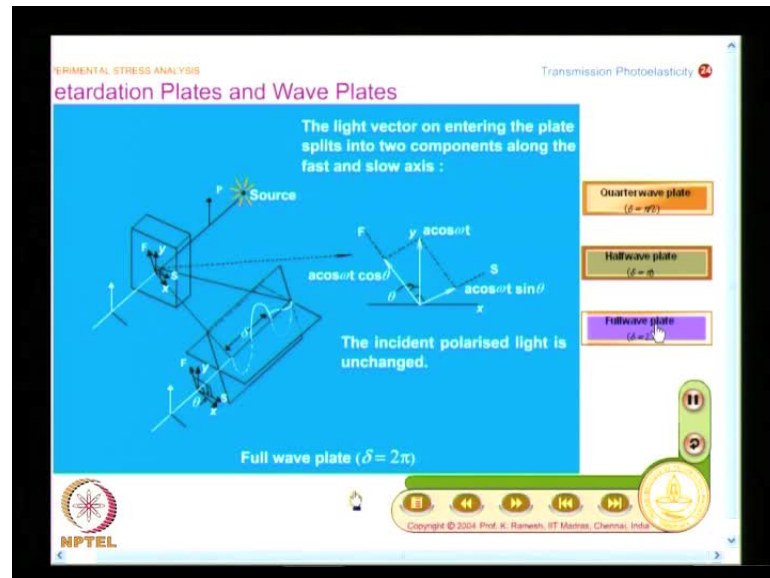 ERIMENTAL STRESS ANALYSIS
Transmission Photoelasticity 24
etardation Plates and Wave Plates
The light vector on entering the plate
splits into two components along the
fast and slow axis :
P
Source
F
y
S
x
F
y acosωt
S
acosωt cosθ
θ
acosωt sinθ
x
δ
The incident polarised light is
unchanged.
F
y
θ
S
x
Full wave plate (δ = 2π)
Quarterwave plate
(δ = π/2)
Halfwave plate
(δ = π)
Fullwave plate
(δ = 2
NPTEL
Copyright © 2004 Prof. K. Ramesh, IIT Madras, Chennai, India